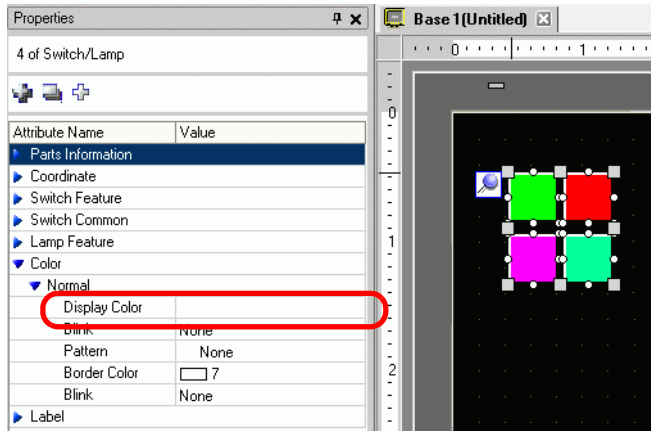 Properties
Base 1(Untitled)
4 of Switch/Lamp
0 1
Attribute Name Value
Parts Information
Coordinate
Switch Feature
Switch Common
Lamp Feature
Color
Normal
Display Color
Blink None
Pattern None
Border Color 7
Blink None
Label
0
1
2